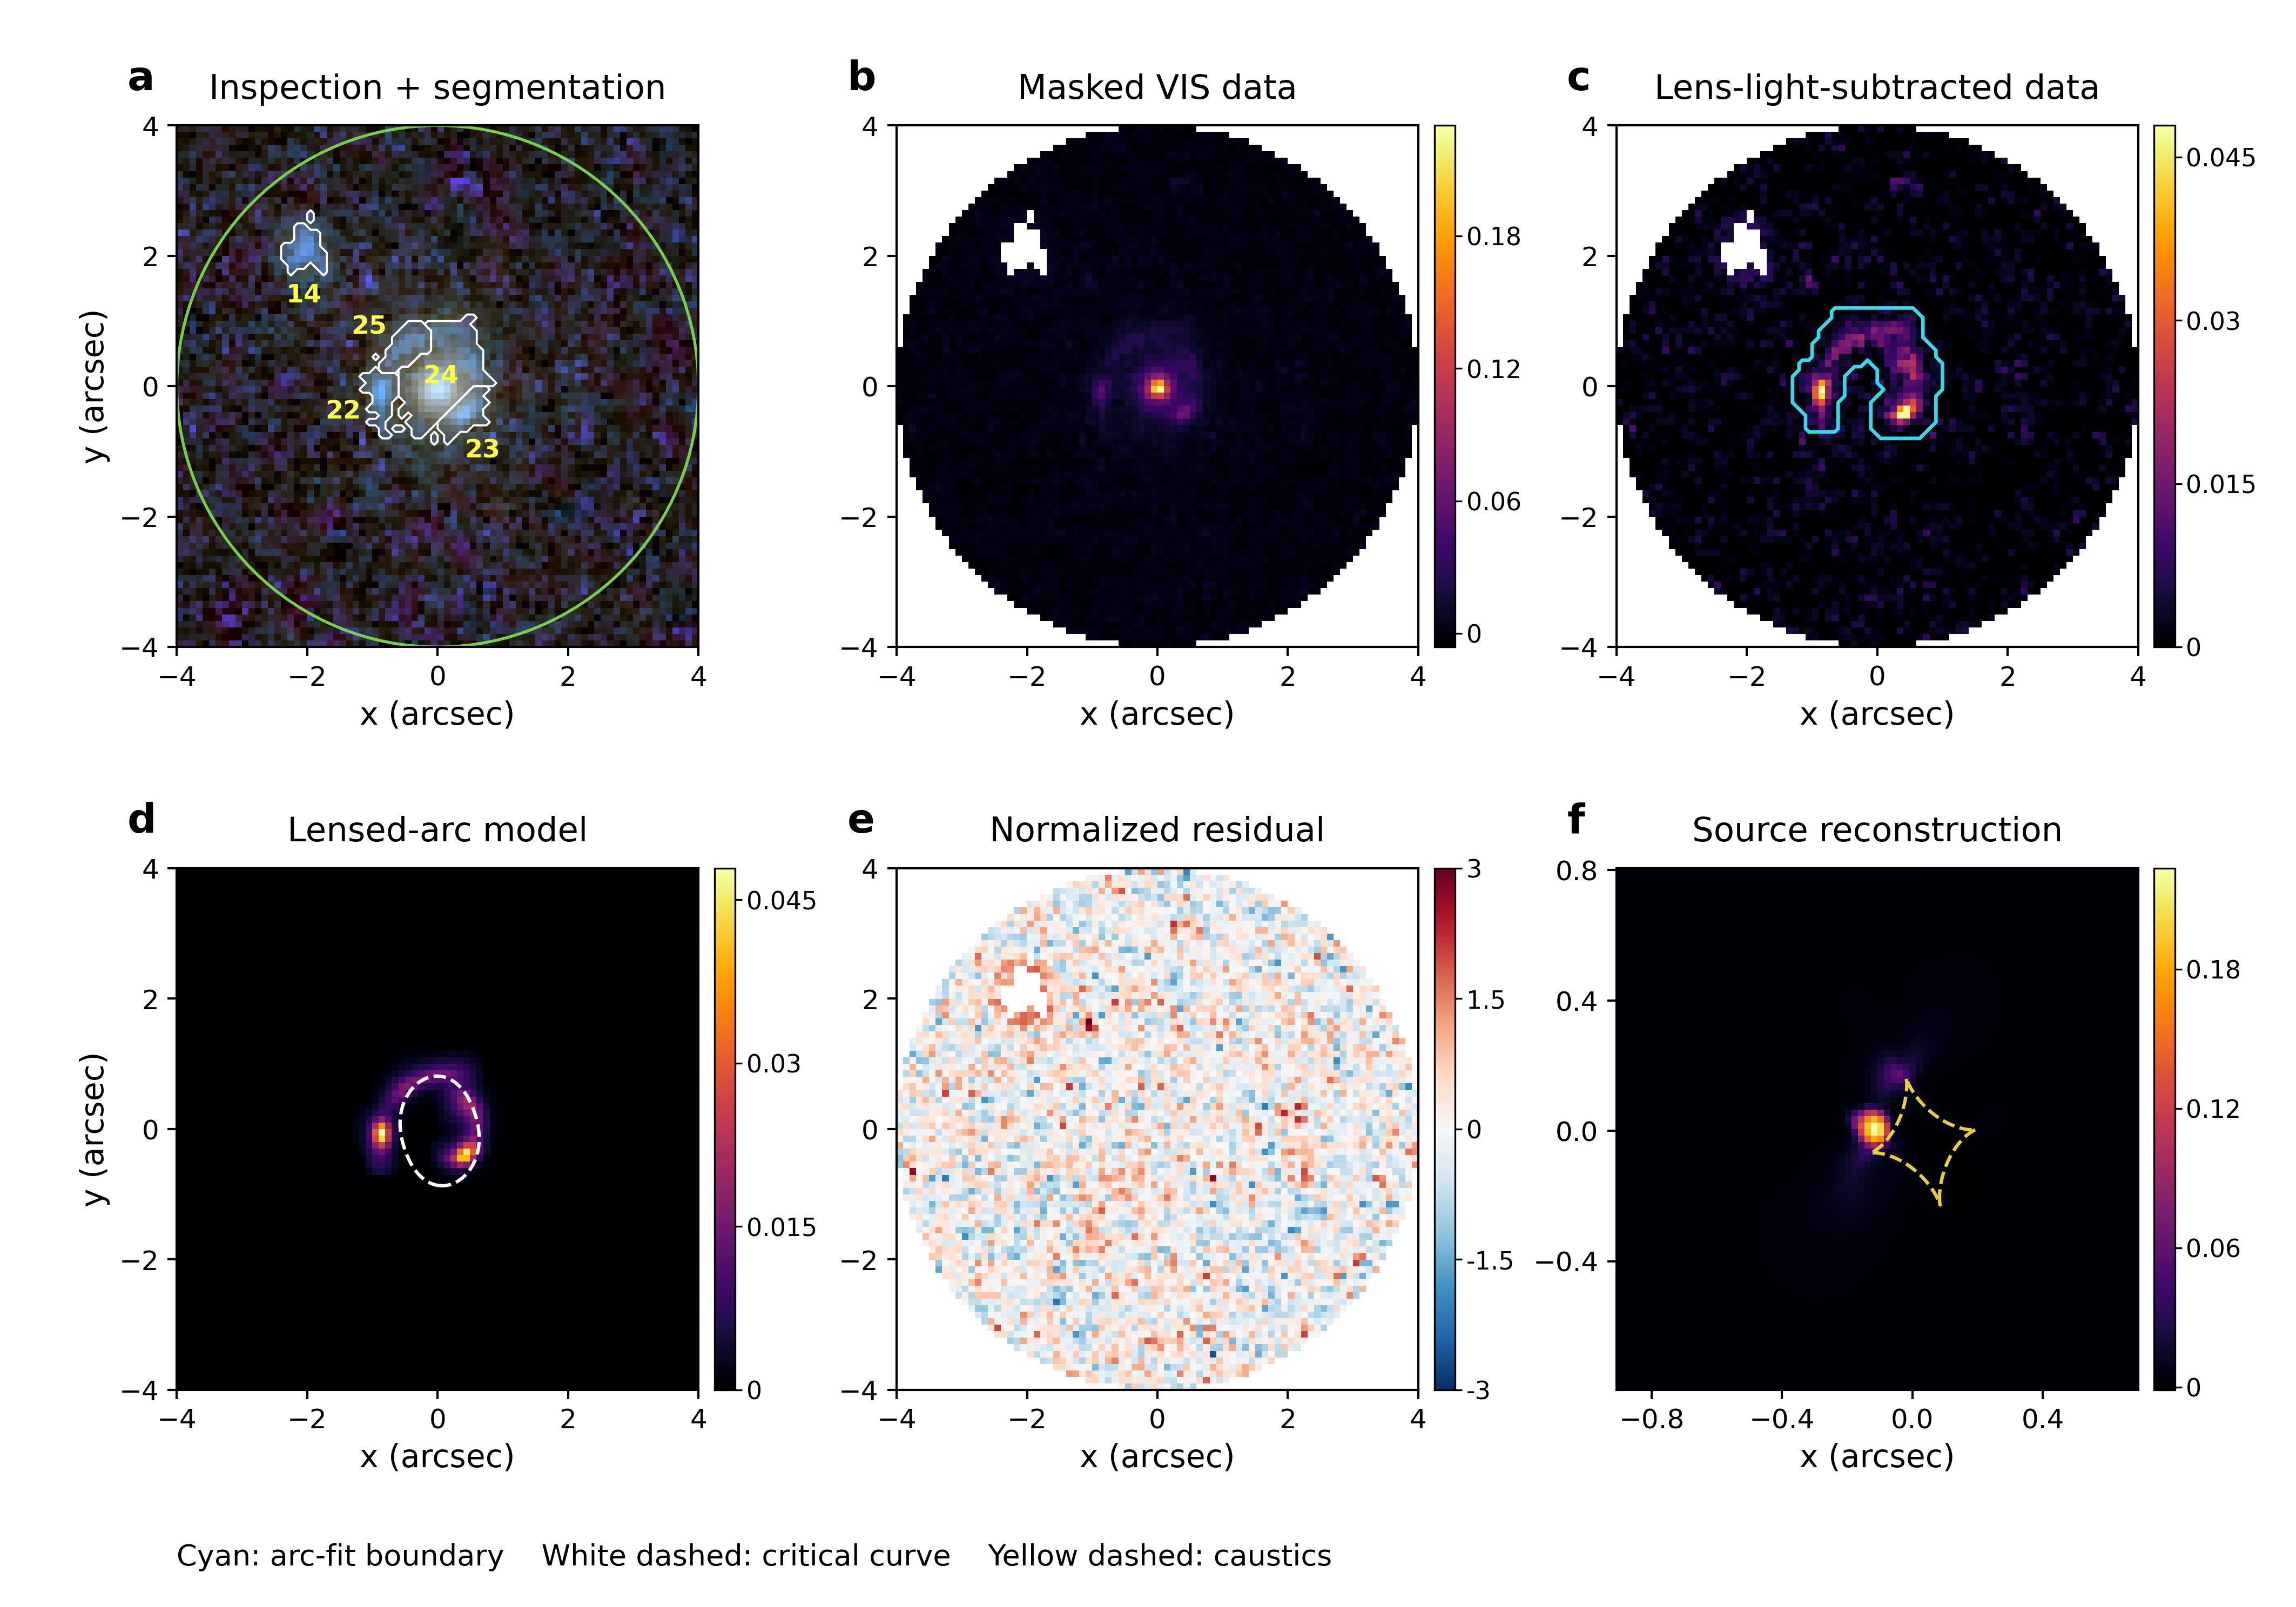 a Inspection + segmentation
4
2
0
−2
−4
−4 −2 0 2 4
x (arcsec)
y (arcsec)
14
25
24
22
23
b Masked VIS data
4
2
0
−2
−4
−4 −2 0 2 4
x (arcsec)
0.18
0.12
0.06
0
c Lens-light-subtracted data
4
2
0
−2
−4
−4 −2 0 2 4
x (arcsec)
0.045
0.03
0.015
0
d Lensed-arc model
4
2
0
−2
−4
−4 −2 0 2 4
x (arcsec)
y (arcsec)
0.045
0.03
0.015
0
e Normalized residual
4
2
0
−2
−4
−4 −2 0 2 4
x (arcsec)
3
1.5
0
-1.5
-3
f Source reconstruction
0.8
0.4
0.0
−0.4
−0.8 −0.4 0.0 0.4
x (arcsec)
0.18
0.12
0.06
0
Cyan: arc-fit boundary White dashed: critical curve Yellow dashed: caustics